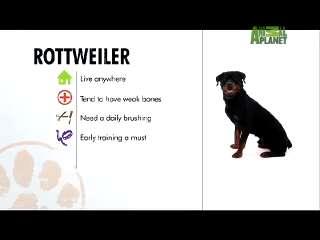 ANIMAL
PLANET
ROTTWEILER
Live anywhere
Tend to have weak bones
Need a daily brushing
Early training a must